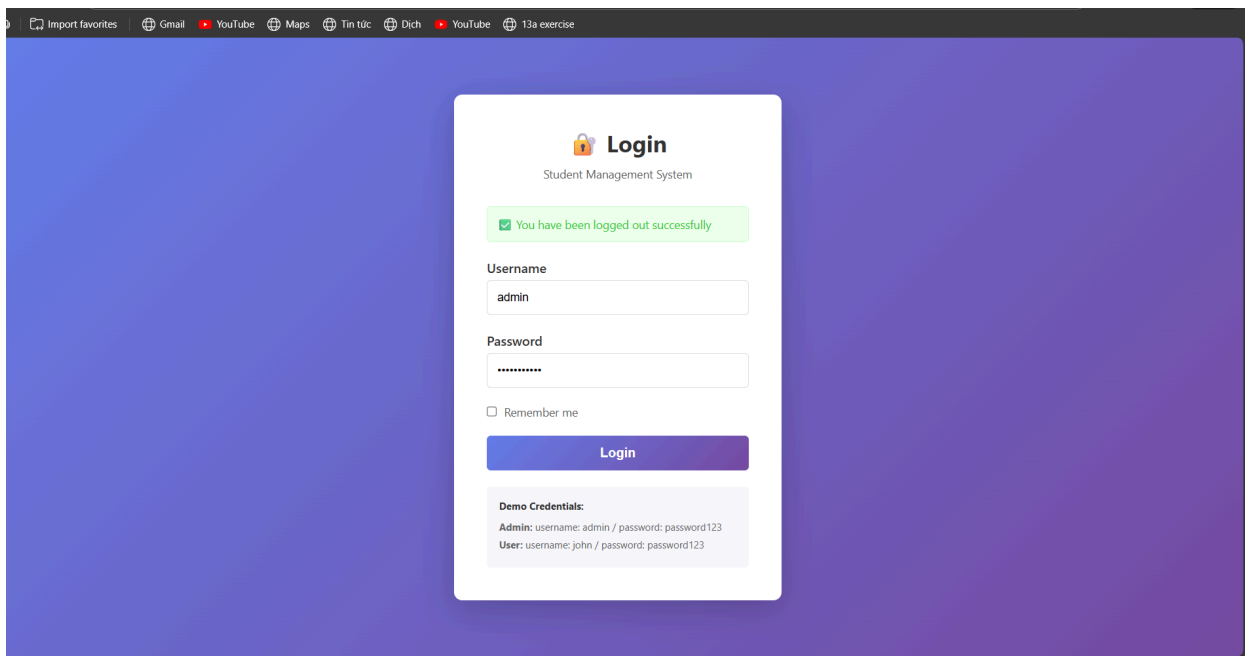 Import favorites Gmail YouTube Maps Tin tức Dịch YouTube 13a exercise
Login
Student Management System
You have been logged out successfully
Username
admin
Password
•••••••••••
Remember me
Login
Demo Credentials:
Admin: username: admin / password: password123
User: username: john / password: password123